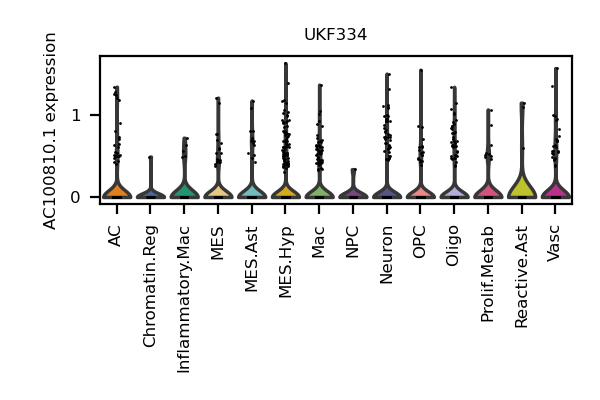 UKF334
AC100810.1 expression
1
0
AC
Chromatin.Reg
Inflammatory.Mac
MES
MES.Ast
MES.Hyp
Mac
NPC
Neuron
OPC
Oligo
Prolif.Metab
Reactive.Ast
Vasc